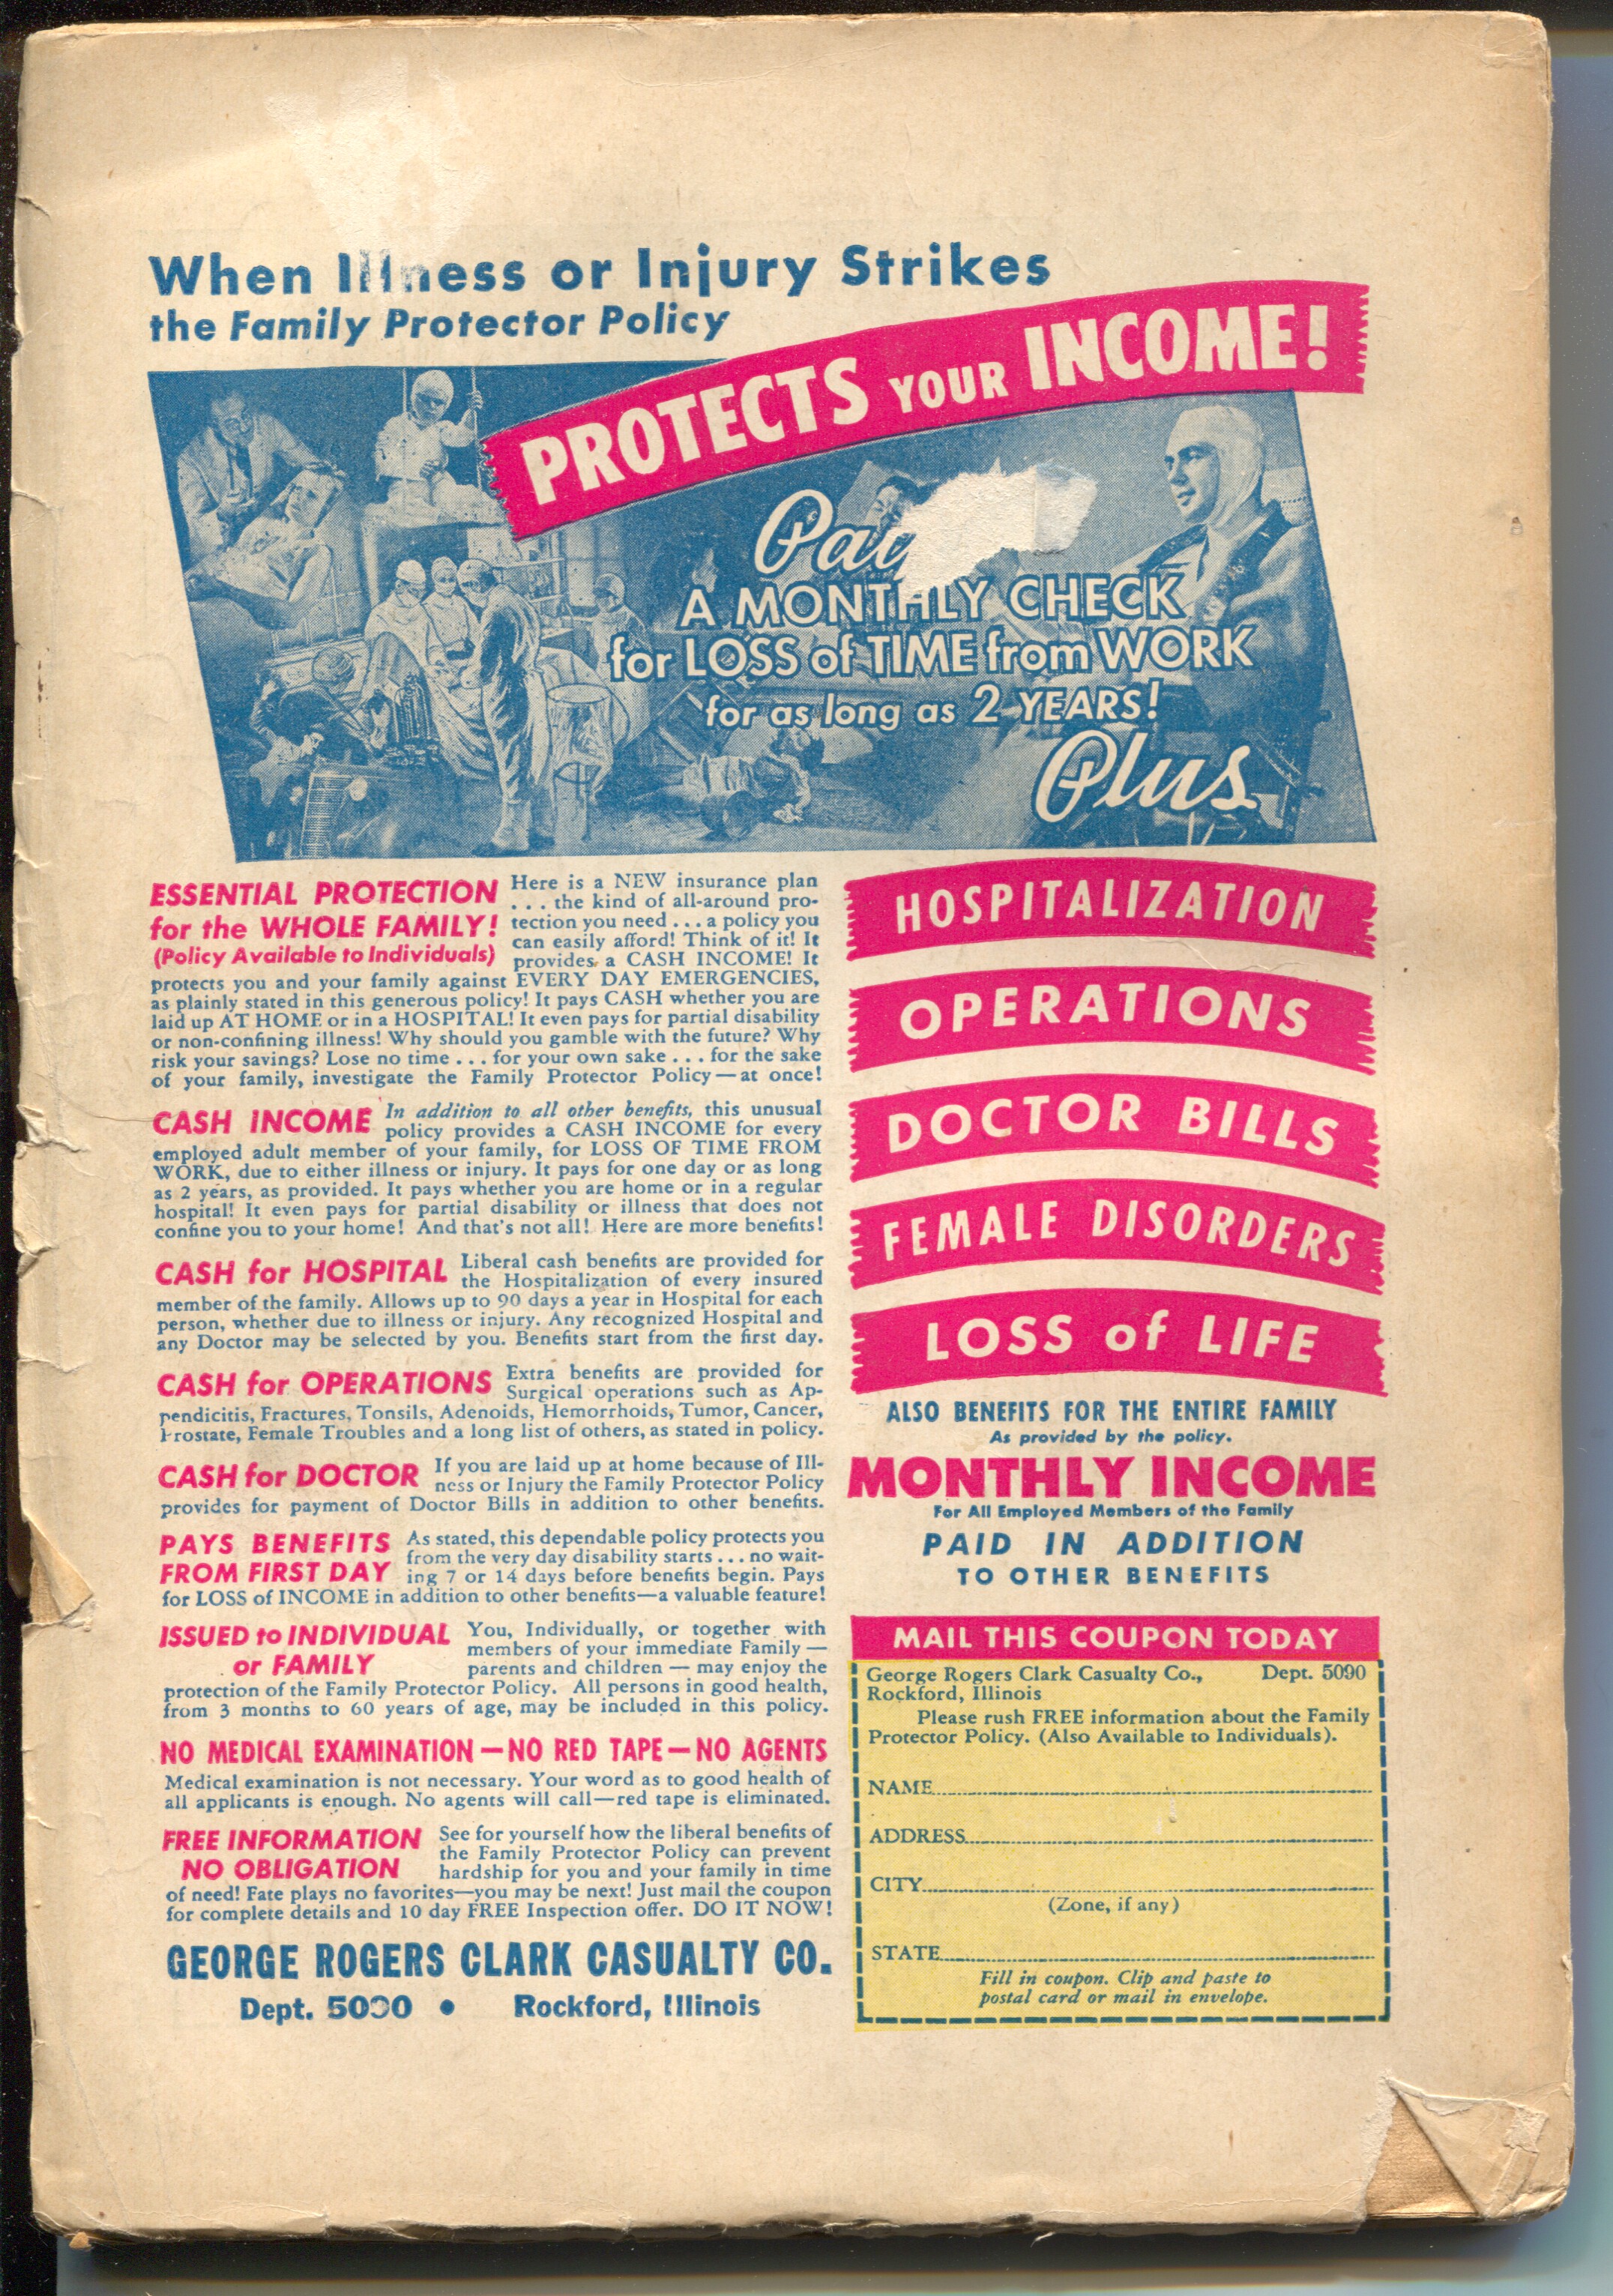 When Illness or Injury Strikes
the Family Protector Policy
PROTECTS YOUR INCOME!
A MONTHLY CHECK
for LOSS of TIME from WORK
for as long as 2 YEARS!
Plus
ESSENTIAL PROTECTION
for the WHOLE FAMILY!
(Policy Available to Individuals)
Here is a NEW insurance plan
. . . the kind of all-around pro-
tection you need . . . a policy you
can easily afford! Think of it! It
provides a CASH INCOME! It
protects you and your family against EVERY DAY EMERGENCIES,
as plainly stated in this generous policy! It pays CASH whether you are
laid up AT HOME or in a HOSPITAL! It even pays for partial disability
or non-confining illness! Why should you gamble with the future? Why
risk your savings? Lose no time . . . for your own sake . . . for the sake
of your family, investigate the Family Protector Policy—at once!
CASH INCOME In addition to all other benefits, this unusual
policy provides a CASH INCOME for every
employed adult member of your family, for LOSS OF TIME FROM
WORK, due to either illness or injury. It pays for one day or as long
as 2 years, as provided. It pays whether you are home or in a regular
hospital! It even pays for partial disability or illness that does not
confine you to your home! And that's not all! Here are more benefits!
CASH for HOSPITAL Liberal cash benefits are provided for
the Hospitalization of every insured
member of the family. Allows up to 90 days a year in Hospital for each
person, whether due to illness or injury. Any recognized Hospital and
any Doctor may be selected by you. Benefits start from the first day.
CASH for OPERATIONS Extra benefits are provided for
Surgical operations such as Ap-
pendicitis, Fractures, Tonsils, Adenoids, Hemorrhoids, Tumor, Cancer,
Prostate, Female Troubles and a long list of others, as stated in policy.
CASH for DOCTOR If you are laid up at home because of Ill-
ness or Injury the Family Protector Policy
provides for payment of Doctor Bills in addition to other benefits.
PAYS BENEFITS
FROM FIRST DAY
As stated, this dependable policy protects you
from the very day disability starts . . . no wait-
ing 7 or 14 days before benefits begin. Pays
for LOSS of INCOME in addition to other benefits—a valuable feature!
ISSUED to INDIVIDUAL
or FAMILY
You, Individually, or together with
members of your immediate Family —
parents and children — may enjoy the
protection of the Family Protector Policy. All persons in good health,
from 3 months to 60 years of age, may be included in this policy.
NO MEDICAL EXAMINATION—NO RED TAPE—NO AGENTS
Medical examination is not necessary. Your word as to good health of
all applicants is enough. No agents will call—red tape is eliminated.
FREE INFORMATION
NO OBLIGATION
See for yourself how the liberal benefits of
the Family Protector Policy can prevent
hardship for you and your family in time
of need! Fate plays no favorites—you may be next! Just mail the coupon
for complete details and 10 day FREE Inspection offer. DO IT NOW!
GEORGE ROGERS CLARK CASUALTY CO.
Dept. 5090 • Rockford, Illinois
HOSPITALIZATION
OPERATIONS
DOCTOR BILLS
FEMALE DISORDERS
LOSS of LIFE
ALSO BENEFITS FOR THE ENTIRE FAMILY
As provided by the policy.
MONTHLY INCOME
For All Employed Members of the Family
PAID IN ADDITION
TO OTHER BENEFITS
MAIL THIS COUPON TODAY
George Rogers Clark Casualty Co., Dept. 5090
Rockford, Illinois
Please rush FREE information about the Family
Protector Policy. (Also Available to Individuals).
NAME
ADDRESS
CITY
(Zone, if any)
STATE
Fill in coupon. Clip and paste to
postal card or mail in envelope.